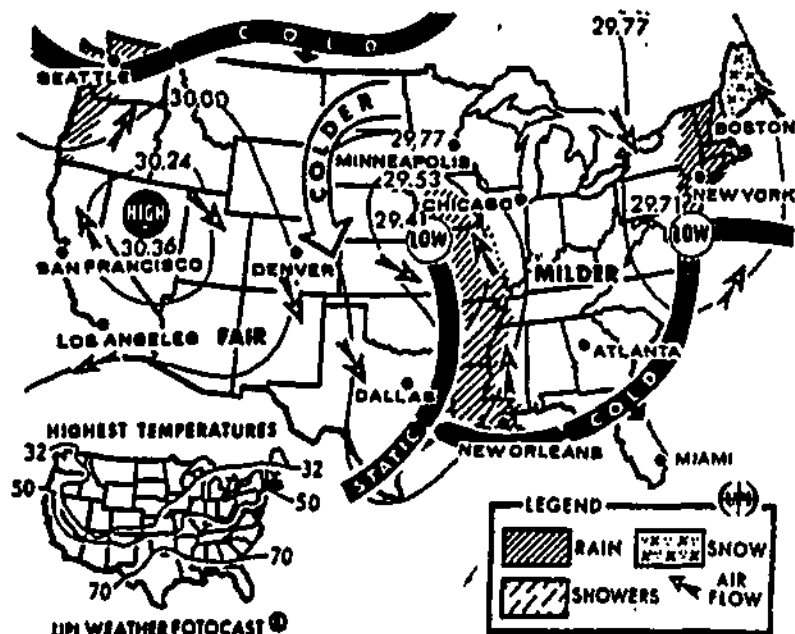 COLD
29.77
SEATTLE
30.00
COLDER
29.77
MINNEAPOLIS
BOSTON
30.24
29.53
CHICAGO
NEW YORK
HIGH
29.41
29.71
LOW
LOW
30.36
SAN FRANCISCO
DENVER
MILDER
LOS ANGELES
FAIR
ATLANTA
DALLAS
COLD
STATIC
NEW ORLEANS
MIAMI
HIGHEST TEMPERATURES
32
32
50
50
70
70
UPI WEATHER FOTOCAST ©
LEGEND
UPI
RAIN
SNOW
SHOWERS
AIR
FLOW